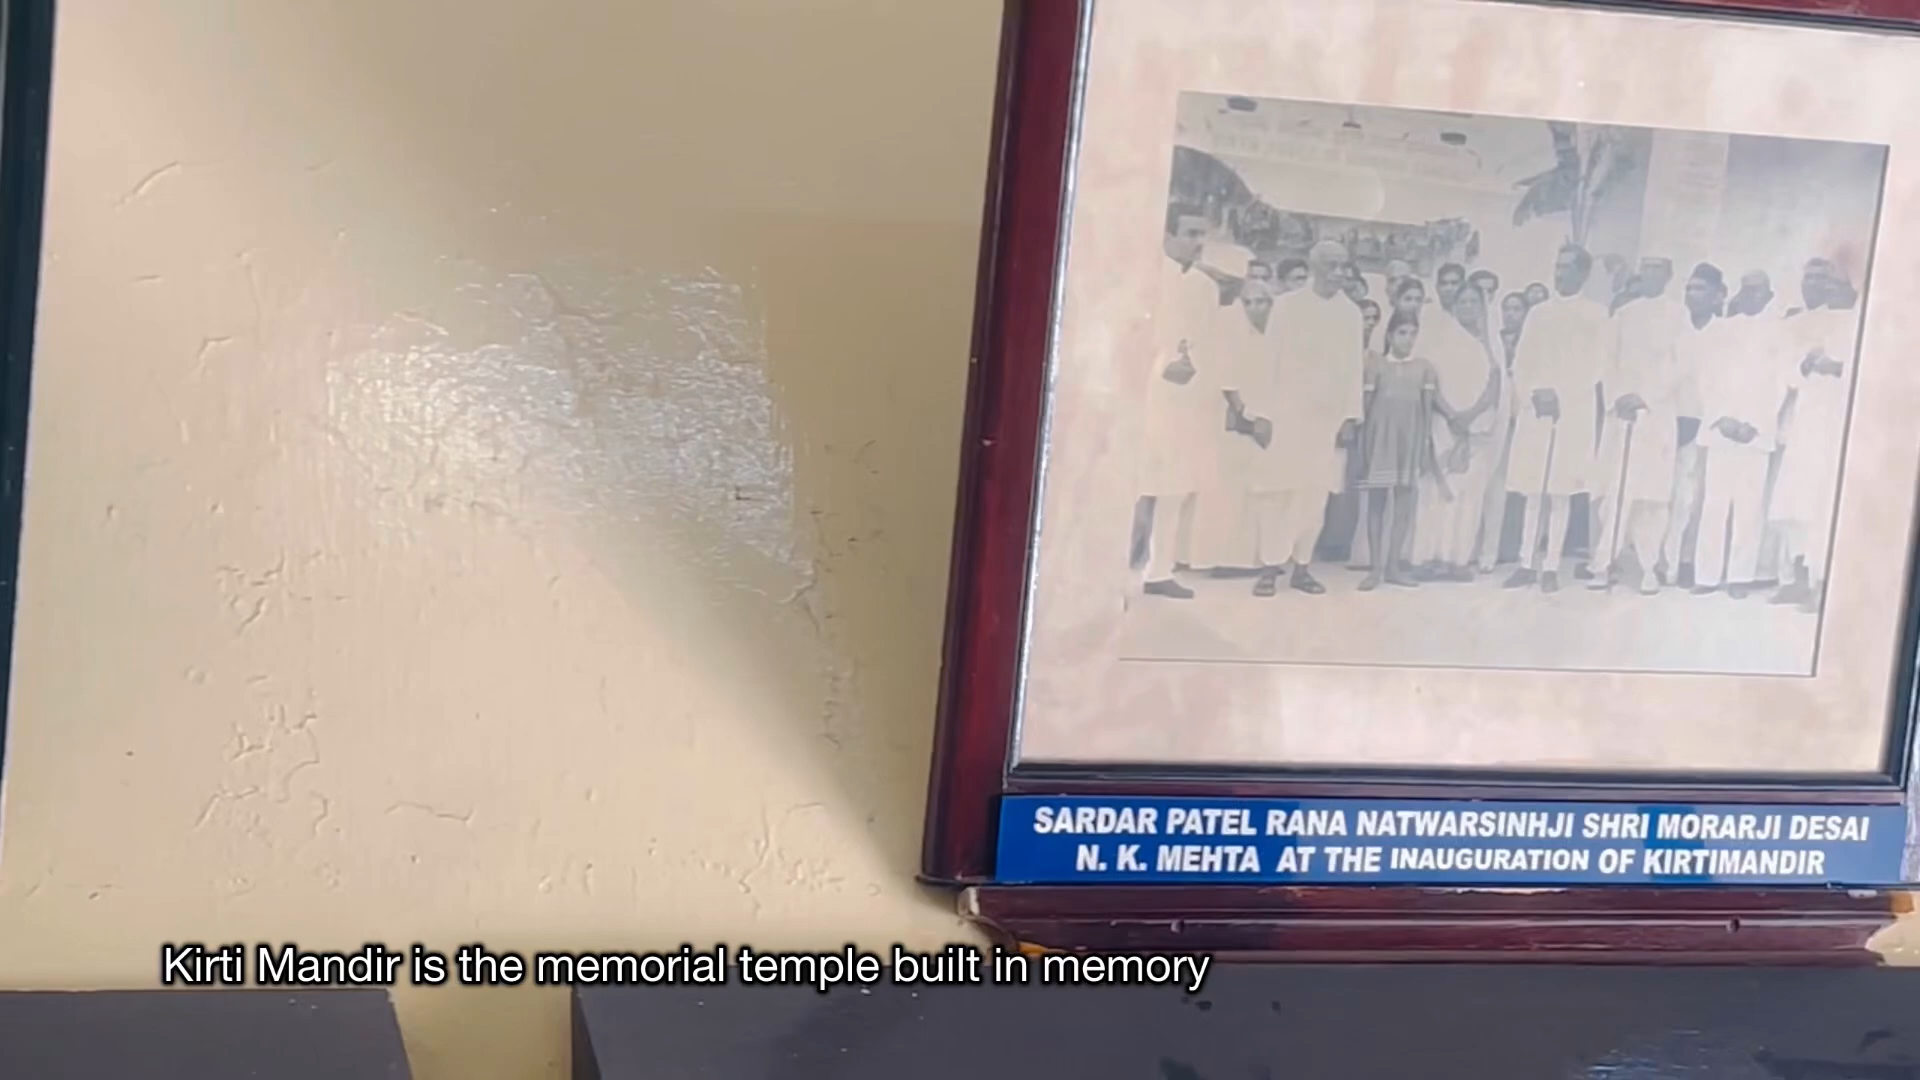 SARDAR PATEL RANA NATWARSINHJI SHRI MORARJI DESAI
N. K. MEHTA AT THE INAUGURATION OF KIRTIMANDIR
Kirti Mandir is the memorial temple built in memory